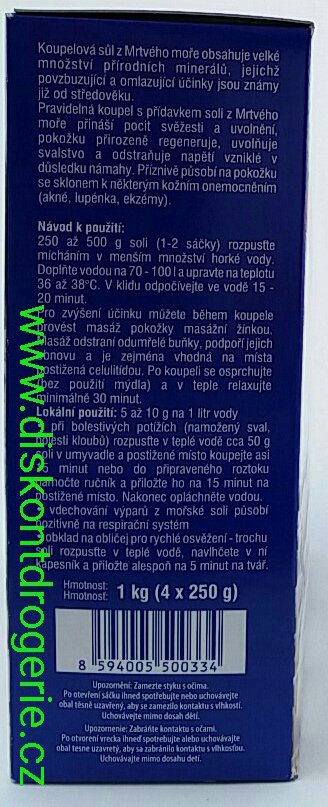 Koupelová sůl z Mrtvého moře obsahuje velké
množství přírodních minerálů, jejichž
povzbuzující a omlazující účinky jsou známy
již od středověku.
Pravidelná koupel s přídavkem soli z Mrtvého
moře přináší pocit svěžesti a uvolnění,
pokožku přirozeně regeneruje, uvolňuje
svalstvo a odstraňuje napětí vzniklé v
důsledku námahy. Příznivě působí na pokožku
se sklonem k některým kožním onemocněním
(akné, lupénka, ekzémy).
Návod k použití:
250 až 500 g soli (1-2 sáčky) rozpusťte
mícháním v menším množství horké vody.
Doplňte vodou na 70 - 100 l a upravte na teplotu
36 až 38°C. V klidu odpočívejte ve vodě 15 -
20 minut.
Pro zvýšení účinku můžete během koupele
provést masáž pokožky masážní žínkou.
Masáž odstraní odumřelé buňky, podpoří jejich
obnovu a je zejména vhodná na místa
postižená celulitídou. Po koupeli se osprchujte
(bez použití mýdla) a v teple relaxujte
minimálně 30 minut.
Lokální použití: 5 až 10 g na 1 litr vody
při bolestivých potížích (namožený sval,
bolesti kloubů) rozpusťte v teplé vodě cca 50 g
soli v umyvadle a postižené místo koupejte asi
15 minut nebo do připraveného roztoku
namočte ručník a přiložte ho na 15 minut na
postižené místo. Nakonec opláchněte vodou.
vdechování výparů z mořské soli působí
pozitivně na respirační systém
obklad na obličej pro rychlé osvěžení - trochu
soli rozpusťte v teplé vodě, navlhčete v ní
kapesník a přiložte alespoň na 5 minut na tvář.
Hmotnost:
Hmotnosť: 1 kg (4 x 250 g)
8 594005 500334
Upozornění: Zamezte styku s očima.
Po otevření sáčku ihned spotřebujte nebo uchovávejte
obal těsně uzavřený, aby se zamezilo kontaktu s vlhkostí.
Uchovávejte mimo dosah dětí.
Upozornenie: Zabráňte kontaktu s očami.
Po otvorení vrecka ihneď spotrebujte alebo uchovávajte
obal tesne uzavretý, aby sa zabránilo kontaktu s vlhkosťou.
Uchovávajte mimo dosahu detí.
www.diskontdrogerie.cz